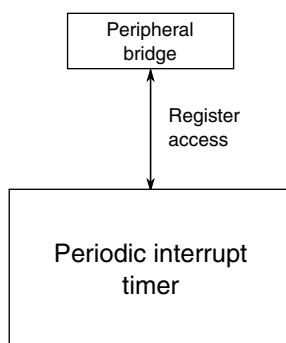 Peripheral
bridge
Register
access
Periodic interrupt
timer